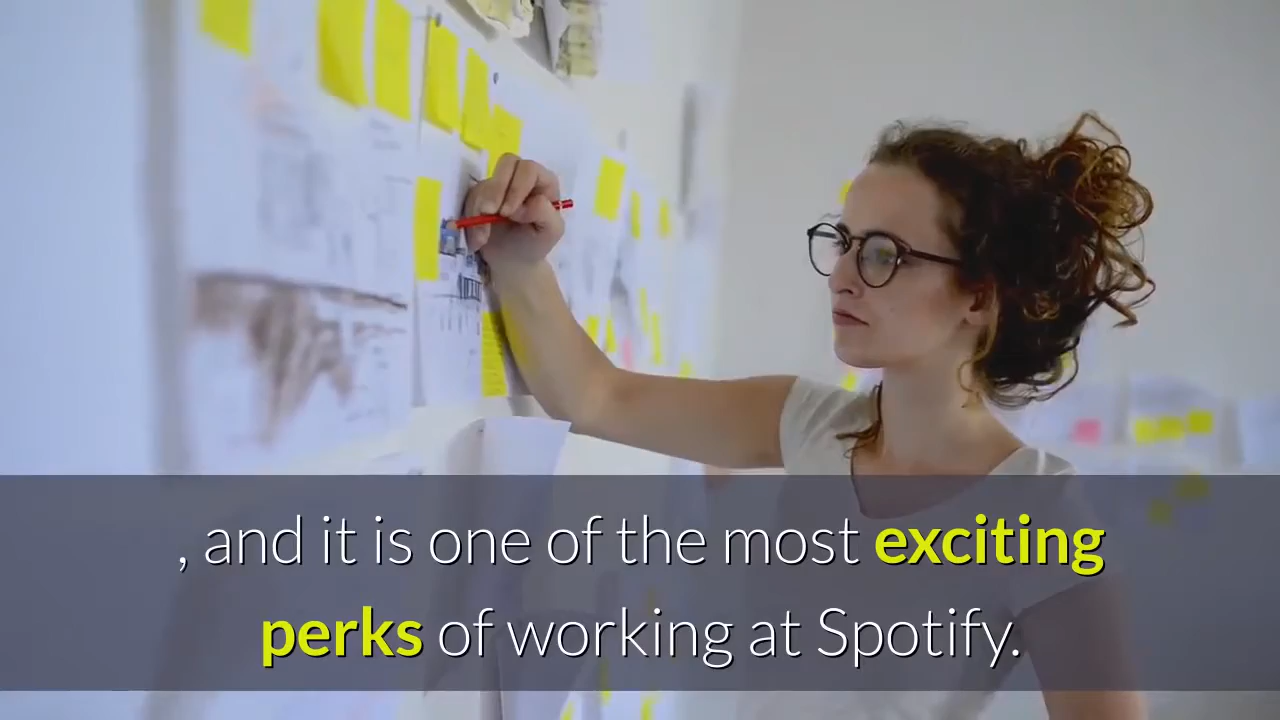 , and it is one of the most exciting
perks of working at Spotify.